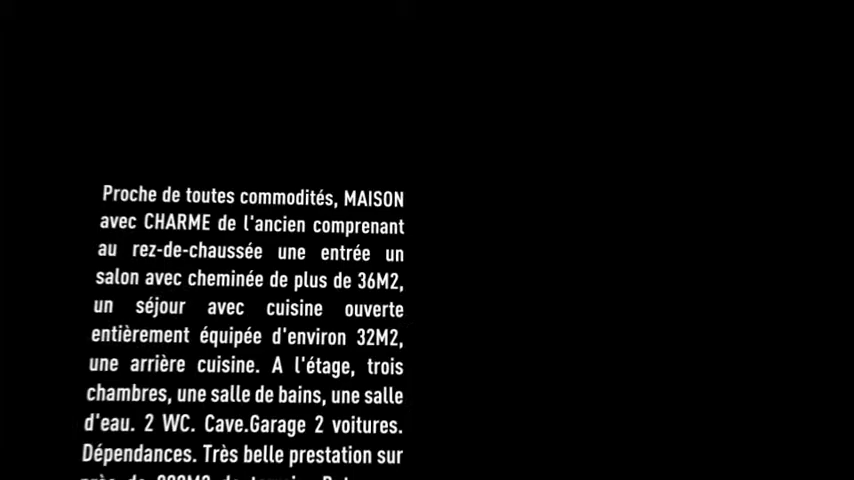 Proche de toutes commodités, MAISON
avec CHARME de l'ancien comprenant
au rez-de-chaussée une entrée un
salon avec cheminée de plus de 36M2,
un séjour avec cuisine ouverte
entièrement équipée d'environ 32M2,
une arrière cuisine. A l'étage, trois
chambres, une salle de bains, une salle
d'eau. 2 WC. Cave.Garage 2 voitures.
Dépendances. Très belle prestation sur
près de